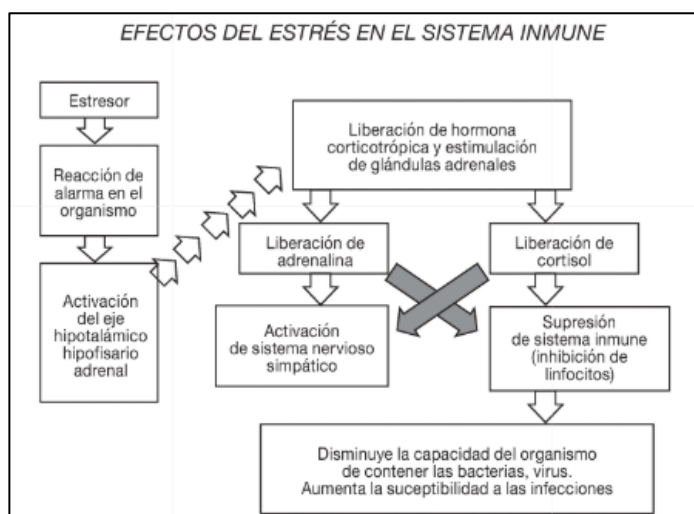 EFECTOS DEL ESTRÉS EN EL SISTEMA INMUNE
Estresor
Reacción de
alarma en el
organismo
Activación
del eje
hipotalámico
hipofisario
adrenal
Liberación de hormona
corticotrópica y estimulación
de glándulas adrenales
Liberación de
adrenalina
Liberación de
cortisol
Activación
de sistema nervioso
simpático
Supresión
de sistema inmune
(inhibición de
linfocitos)
Disminuye la capacidad del organismo
de contener las bacterias, virus.
Aumenta la suceptibilidad a las infecciones